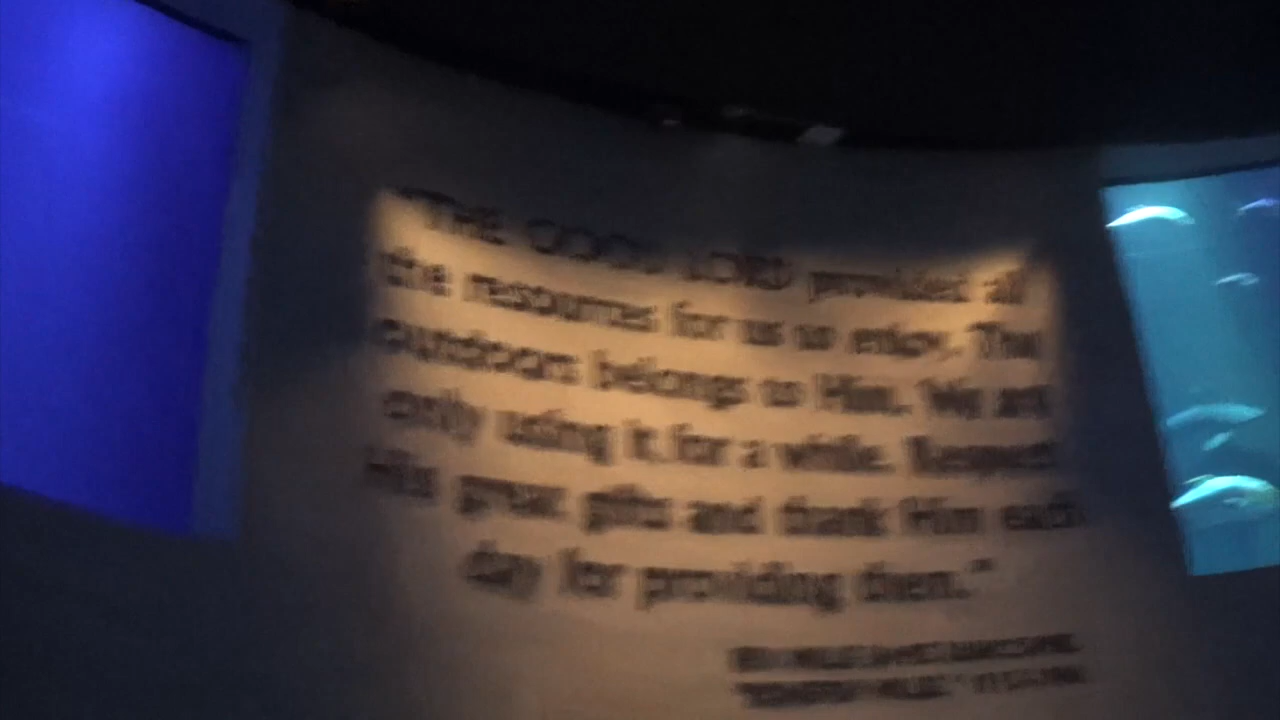 "THE GOOD LORD provides all
the resources for us to enjoy. The
outdoors belongs to Him. We are
only using it for a while. Respect
His great gifts and thank Him each
day for providing them."